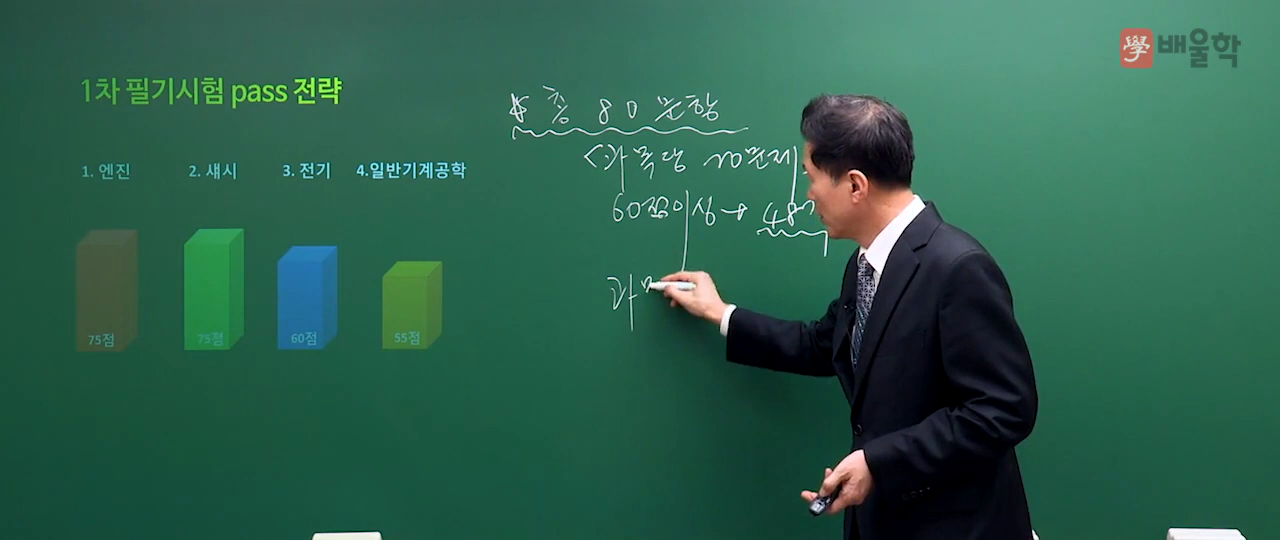 學 배울학
1차 필기시험 pass 전략
1. 엔진 2. 섀시 3. 전기 4.일반기계공학
75점 75점 60점 55점
총 80문항
과목당 20문제
60점이상 → 48
과